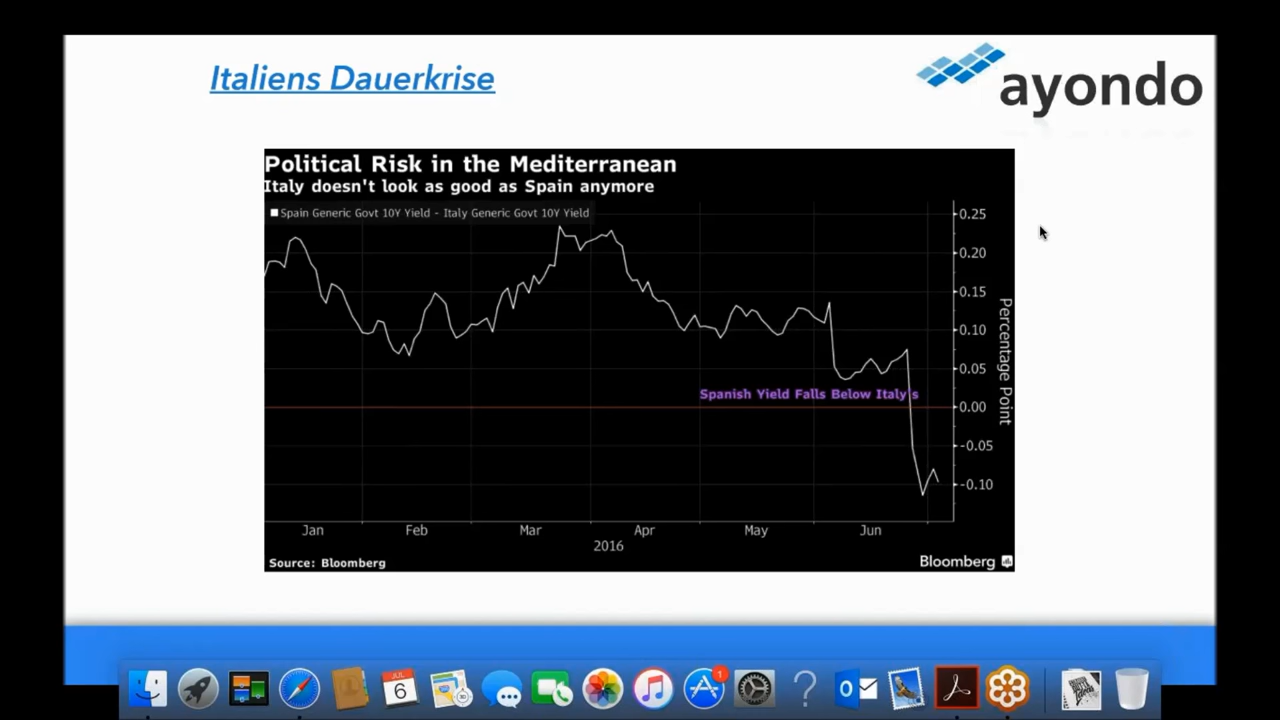 Italiens Dauerkrise
ayondo
Political Risk in the Mediterranean
Italy doesn't look as good as Spain anymore
Spain Generic Govt 10Y Yield - Italy Generic Govt 10Y Yield
0.25
0.20
0.15
0.10
0.05
0.00
-0.05
-0.10
Percentage Point
Spanish Yield Falls Below Italy's
Jan Feb Mar Apr May Jun
2016
Source: Bloomberg
Bloomberg
JUL
6
30
1
?
O